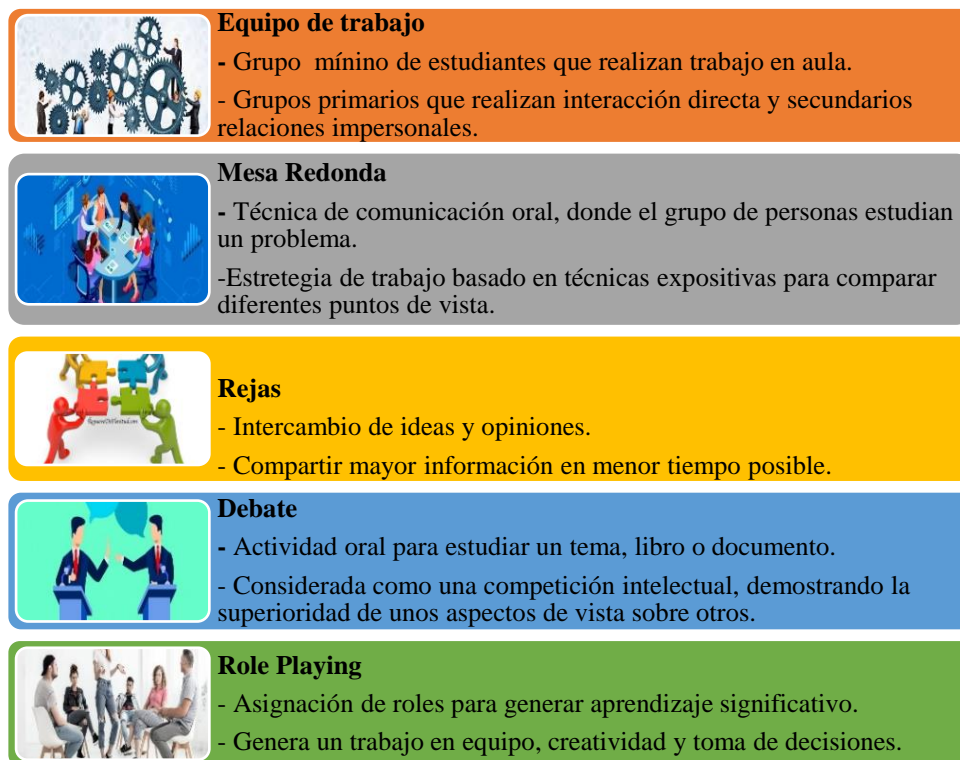 Equipo de trabajo
- Grupo  mínino de estudiantes que realizan trabajo en aula.
- Grupos primarios que realizan interacción directa y secundarios
relaciones impersonales.
Mesa Redonda
- Técnica de comunicación oral, donde el grupo de personas estudian
un problema.
-Estretegia de trabajo basado en técnicas expositivas para comparar
diferentes puntos de vista.
Rejas
- Intercambio de ideas y opiniones.
- Compartir mayor información en menor tiempo posible.
Debate
- Actividad oral para estudiar un tema, libro o documento.
- Considerada como una competición intelectual, demostrando la
superioridad de unos aspectos de vista sobre otros.
Role Playing
- Asignación de roles para generar aprendizaje significativo.
- Genera un trabajo en equipo, creatividad y toma de decisiones.